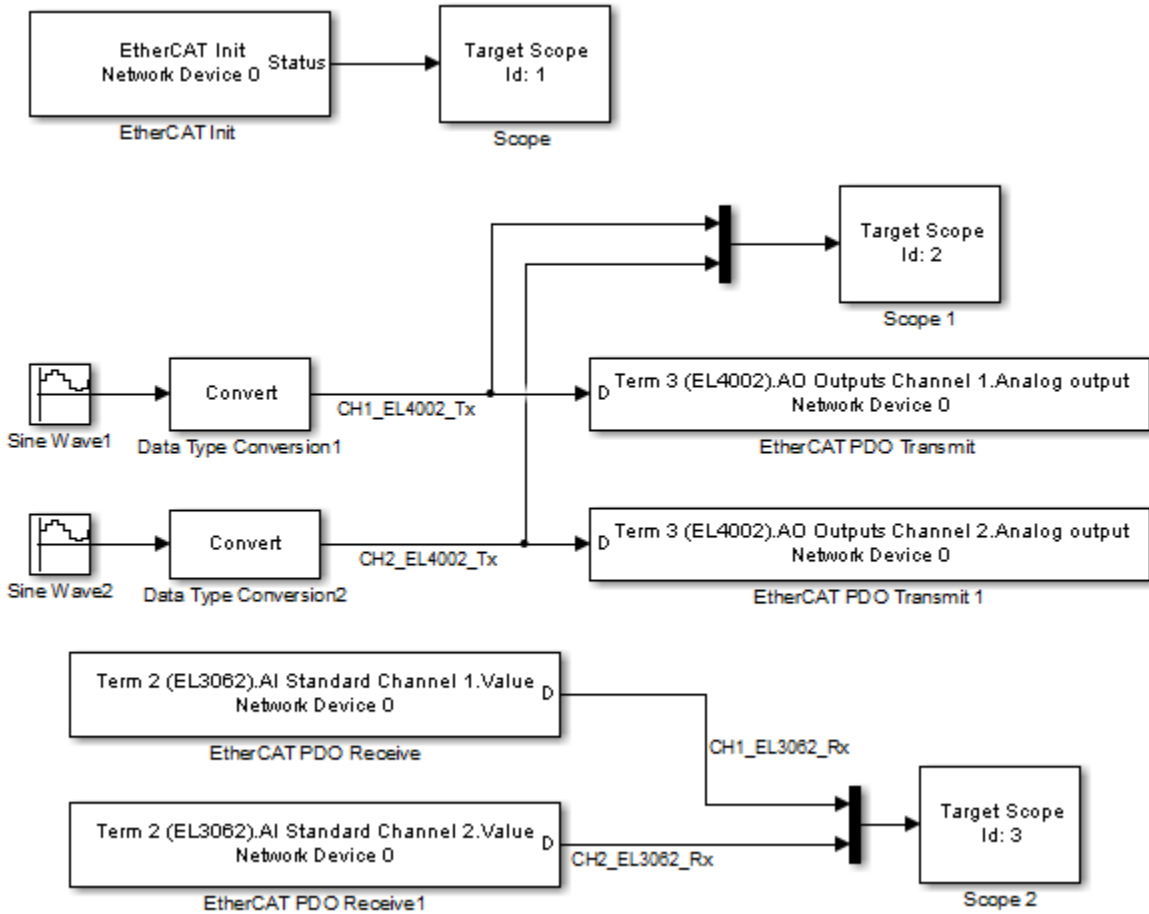 EtherCAT Init
Network Device 0
Status
EtherCAT Init
Target Scope
Id: 1
Scope
Target Scope
Id: 2
Scope 1
Sine Wave1
Convert
Data Type Conversion1
CH1_EL4002_Tx
D
Term 3 (EL4002).AO Outputs Channel 1.Analog output
Network Device 0
EtherCAT PDO Transmit
Sine Wave2
Convert
Data Type Conversion2
CH2_EL4002_Tx
D
Term 3 (EL4002).AO Outputs Channel 2.Analog output
Network Device 0
EtherCAT PDO Transmit 1
Term 2 (EL3062).AI Standard Channel 1.Value
Network Device 0
D
EtherCAT PDO Receive
CH1_EL3062_Rx
Term 2 (EL3062).AI Standard Channel 2.Value
Network Device 0
D
EtherCAT PDO Receive1
CH2_EL3062_Rx
Target Scope
Id: 3
Scope 2